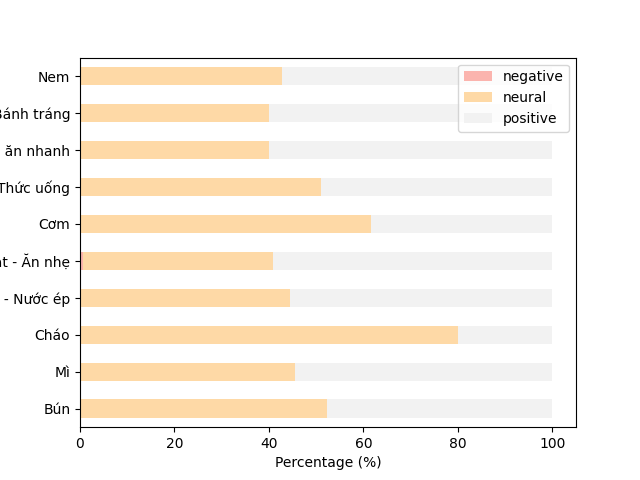 Nem
negative
neural
positive
Bánh tráng
ăn nhanh
Thức uống
Cơm
- Ăn nhẹ
- Nước ép
Cháo
Mì
Bún
0 20 40 60 80 100
Percentage (%)